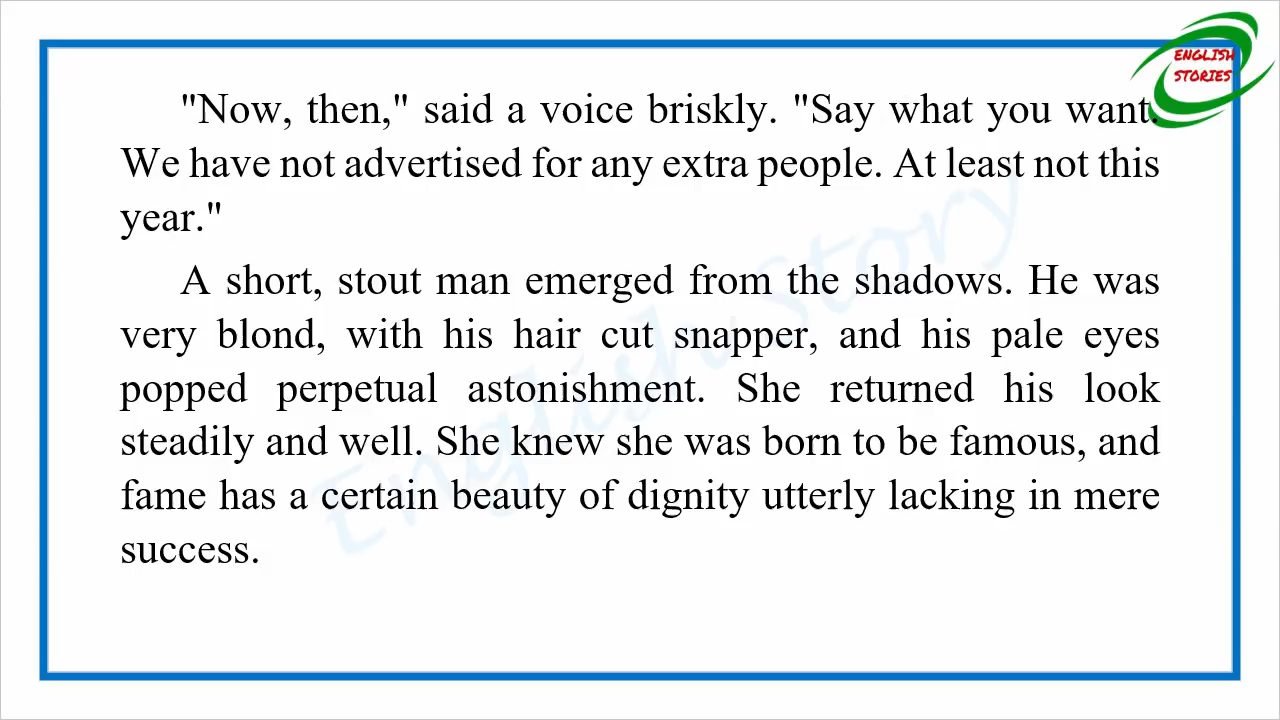 ENGLISH
STORIES
"Now, then," said a voice briskly. "Say what you want.
We have not advertised for any extra people. At least not this
year."
A short, stout man emerged from the shadows. He was
very blond, with his hair cut snapper, and his pale eyes
popped perpetual astonishment. She returned his look
steadily and well. She knew she was born to be famous, and
fame has a certain beauty of dignity utterly lacking in mere
success.
English Story